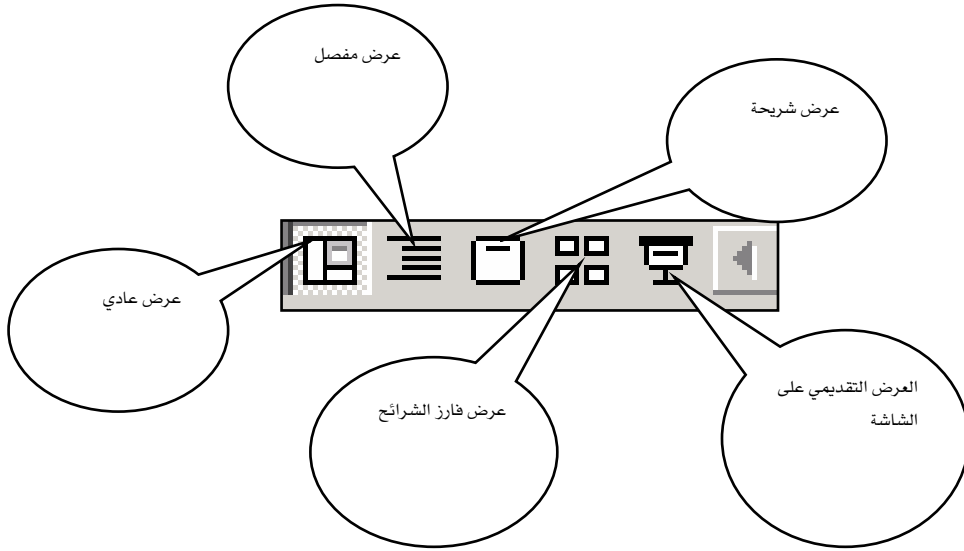 عرض مفصل
عرض شريحة
عرض عادي
عرض فارز الشرائح
العرض التقديمي على
الشاشة